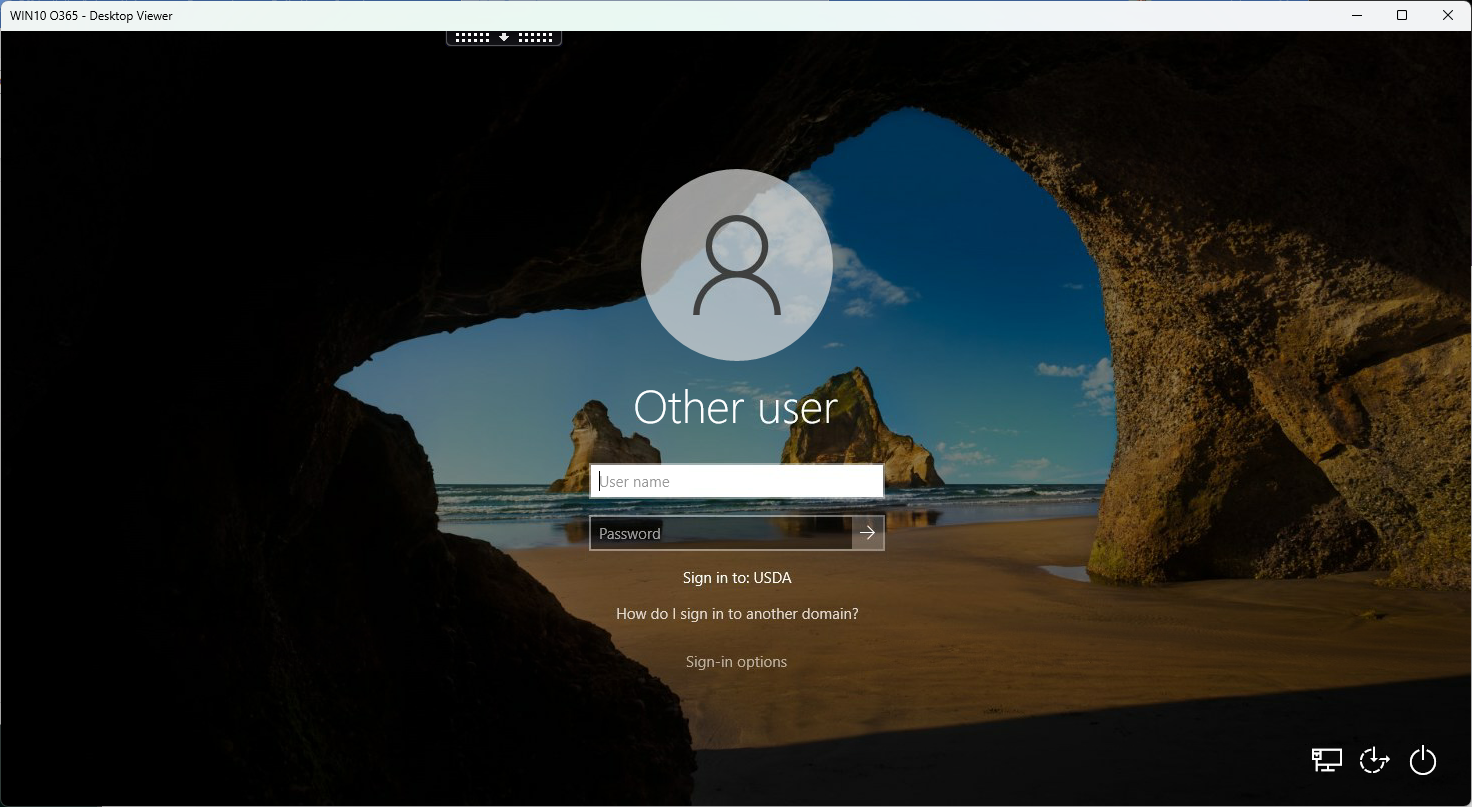 WIN10 O365 - Desktop Viewer
Other user
User name
Password
Sign in to: USDA
How do I sign in to another domain?
Sign-in options